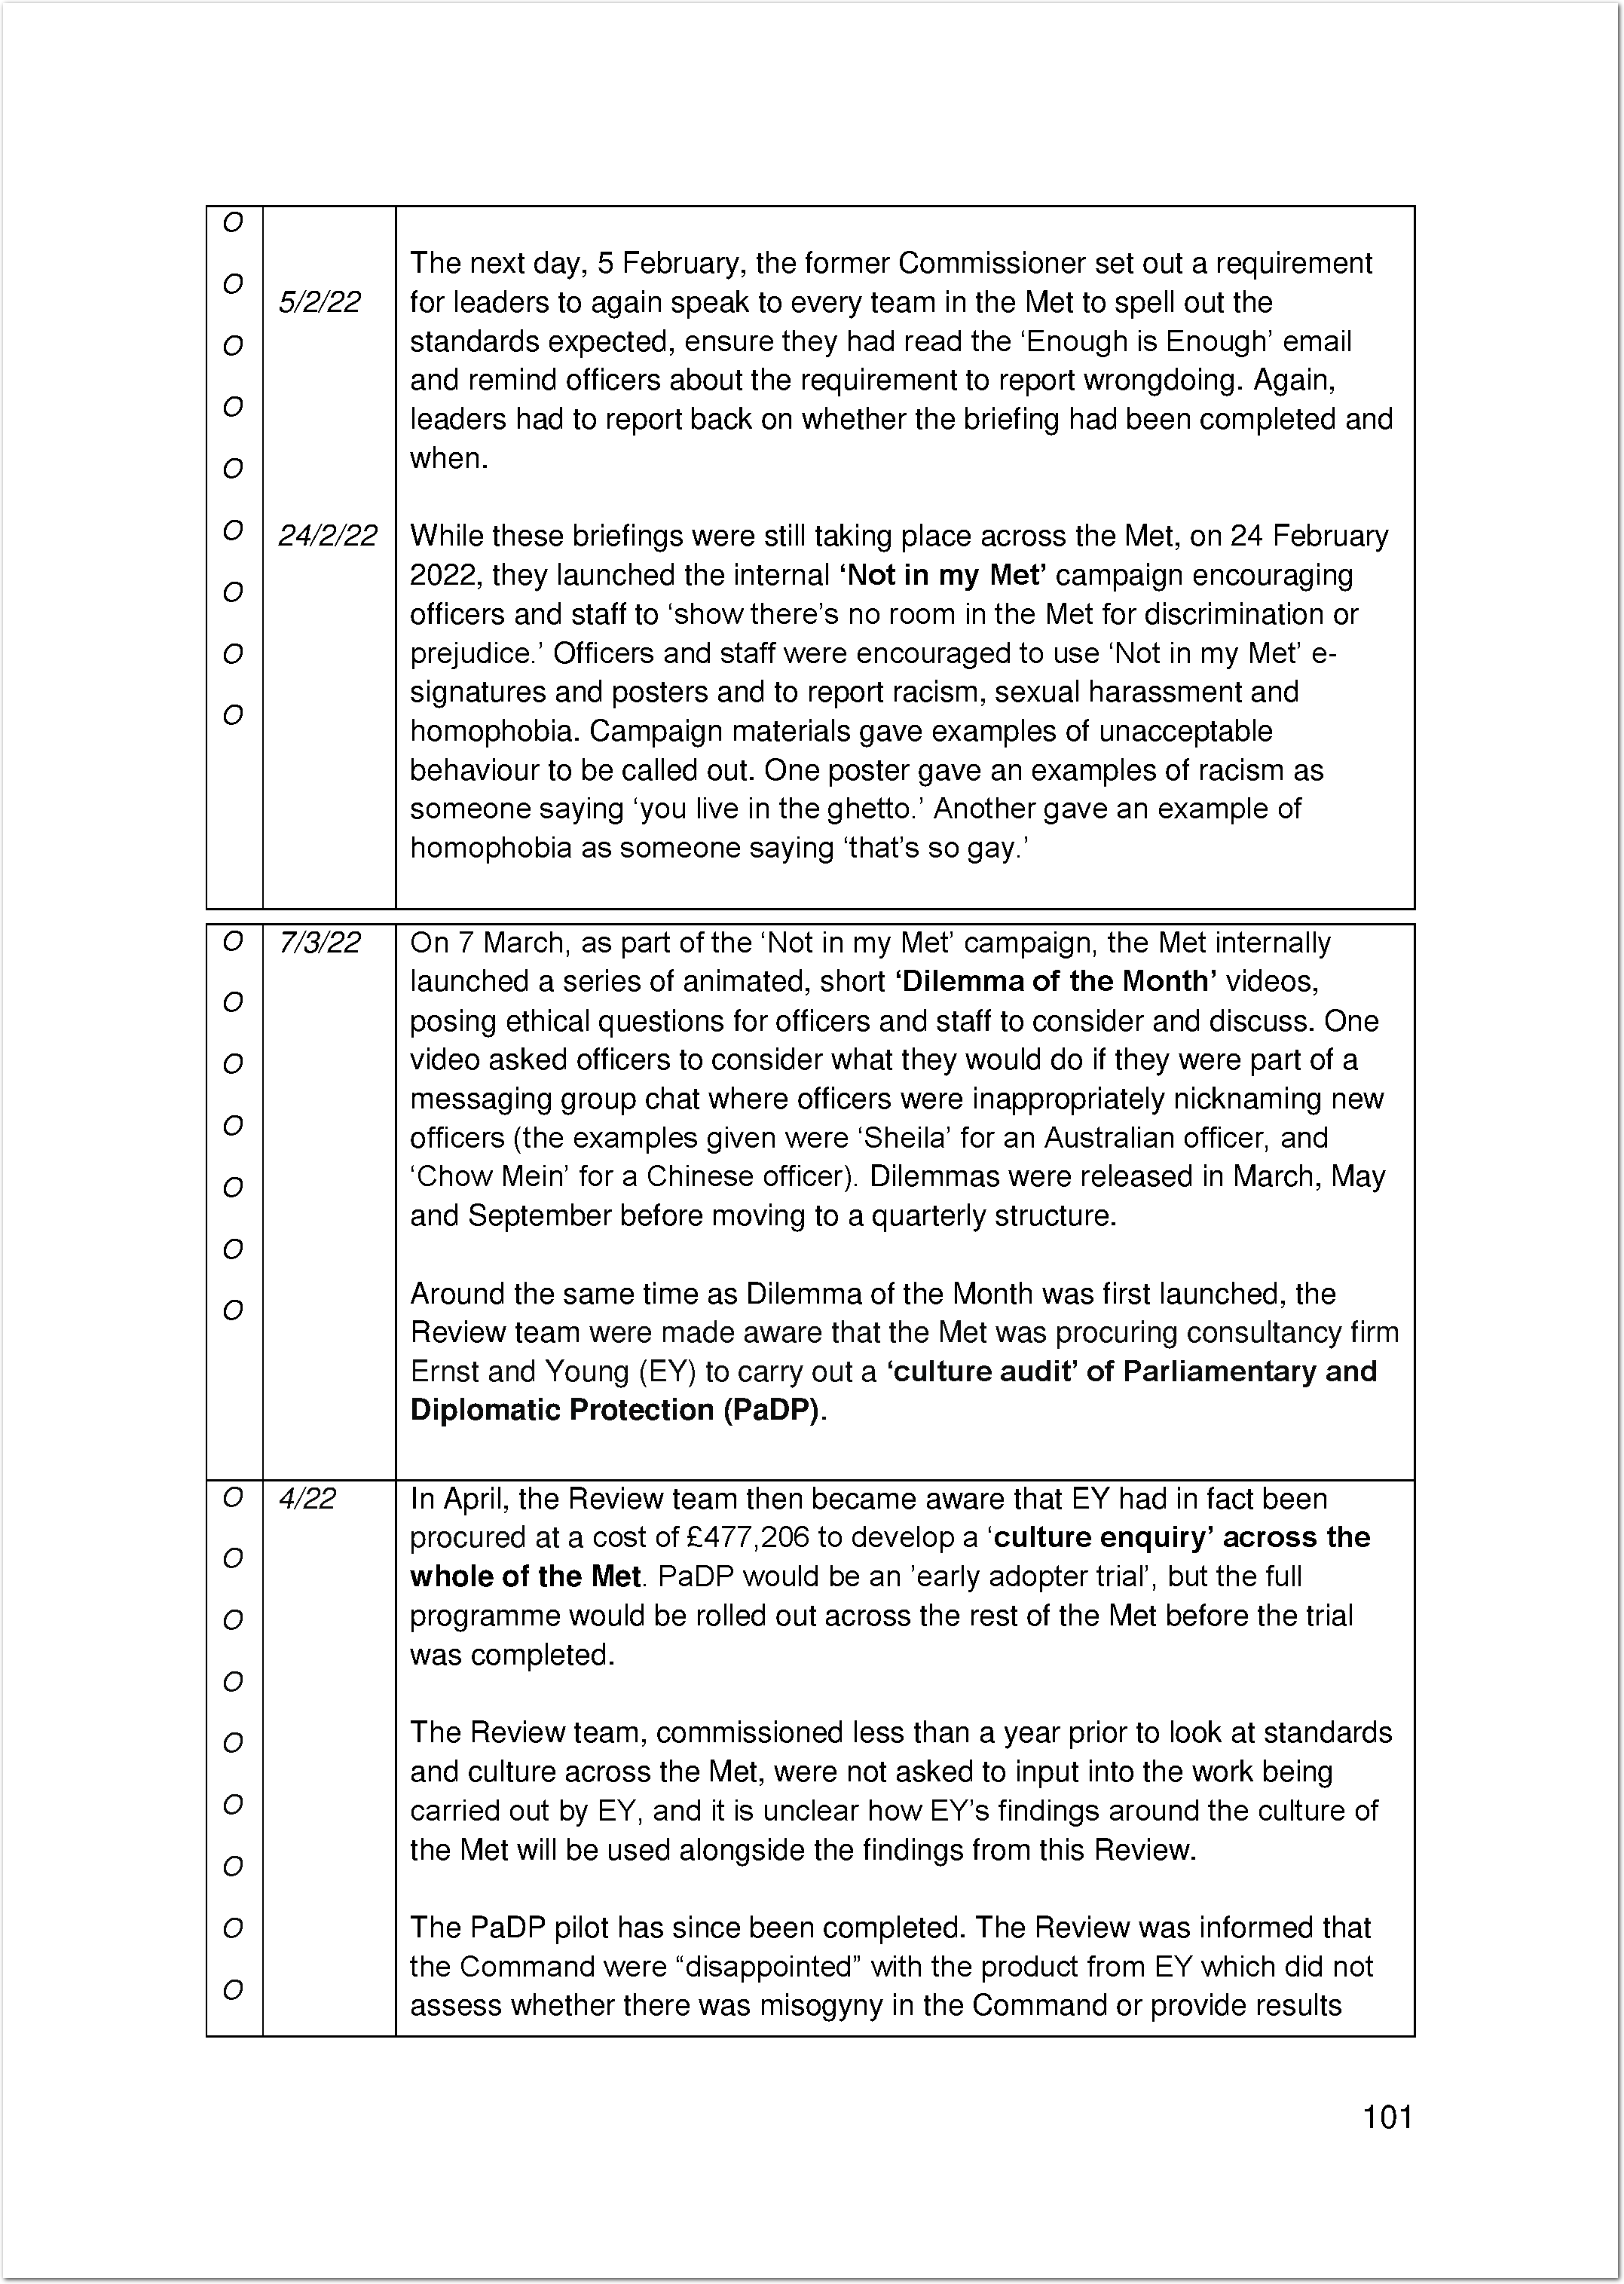 The next day, 5 February, the former Commissioner set out a requirement
5/2/22 for leaders to again speak to every team in the Met to spell out the
standards expected, ensure they had read the ‘Enough is Enough’ email
and remind officers about the requirement to report wrongdoing. Again,
leaders had to report back on whether the briefing had been completed and
when.
24/2/22 While these briefings were still taking place across the Met, on 24 February
2022, they launched the internal ‘Not in my Met’ campaign encouraging
officers and staff to ‘show there’s no room in the Met for discrimination or
prejudice.’ Officers and staff were encouraged to use ‘Not in my Met’ e-
signatures and posters and to report racism, sexual harassment and
homophobia. Campaign materials gave examples of unacceptable
behaviour to be called out. One poster gave an examples of racism as
someone saying ‘you live in the ghetto.’ Another gave an example of
homophobia as someone saying ‘that’s so gay.’
7/3/22 On 7 March, as part of the ‘Not in my Met’ campaign, the Met internally
launched a series of animated, short ‘Dilemma of the Month’ videos,
posing ethical questions for officers and staff to consider and discuss. One
video asked officers to consider what they would do if they were part of a
messaging group chat where officers were inappropriately nicknaming new
officers (the examples given were ‘Sheila’ for an Australian officer, and
‘Chow Mein’ for a Chinese officer). Dilemmas were released in March, May
and September before moving to a quarterly structure.
Around the same time as Dilemma of the Month was first launched, the
Review team were made aware that the Met was procuring consultancy firm
Ernst and Young (EY) to carry out a ‘culture audit’ of Parliamentary and
Diplomatic Protection (PaDP).
4/22 In April, the Review team then became aware that EY had in fact been
procured at a cost of £477,206 to develop a ‘culture enquiry’ across the
whole of the Met. PaDP would be an ’early adopter trial’, but the full
programme would be rolled out across the rest of the Met before the trial
was completed.
The Review team, commissioned less than a year prior to look at standards
and culture across the Met, were not asked to input into the work being
carried out by EY, and it is unclear how EY’s findings around the culture of
the Met will be used alongside the findings from this Review.
The PaDP pilot has since been completed. The Review was informed that
the Command were “disappointed” with the product from EY which did not
assess whether there was misogyny in the Command or provide results
101